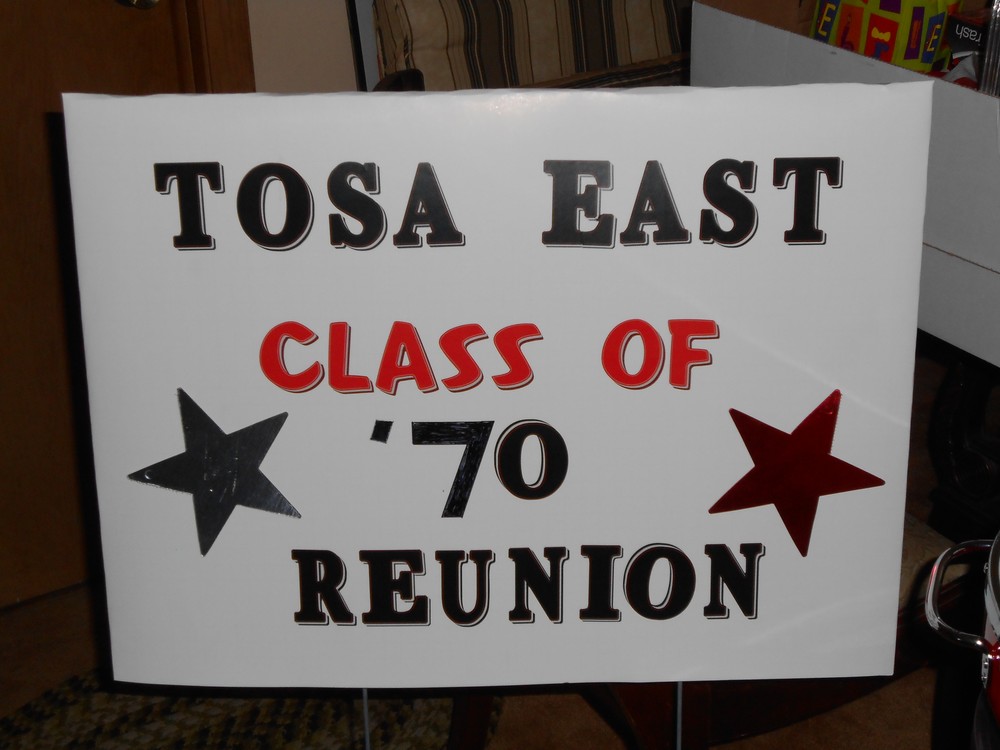 TOSA EAST
CLASS OF
'70
REUNION